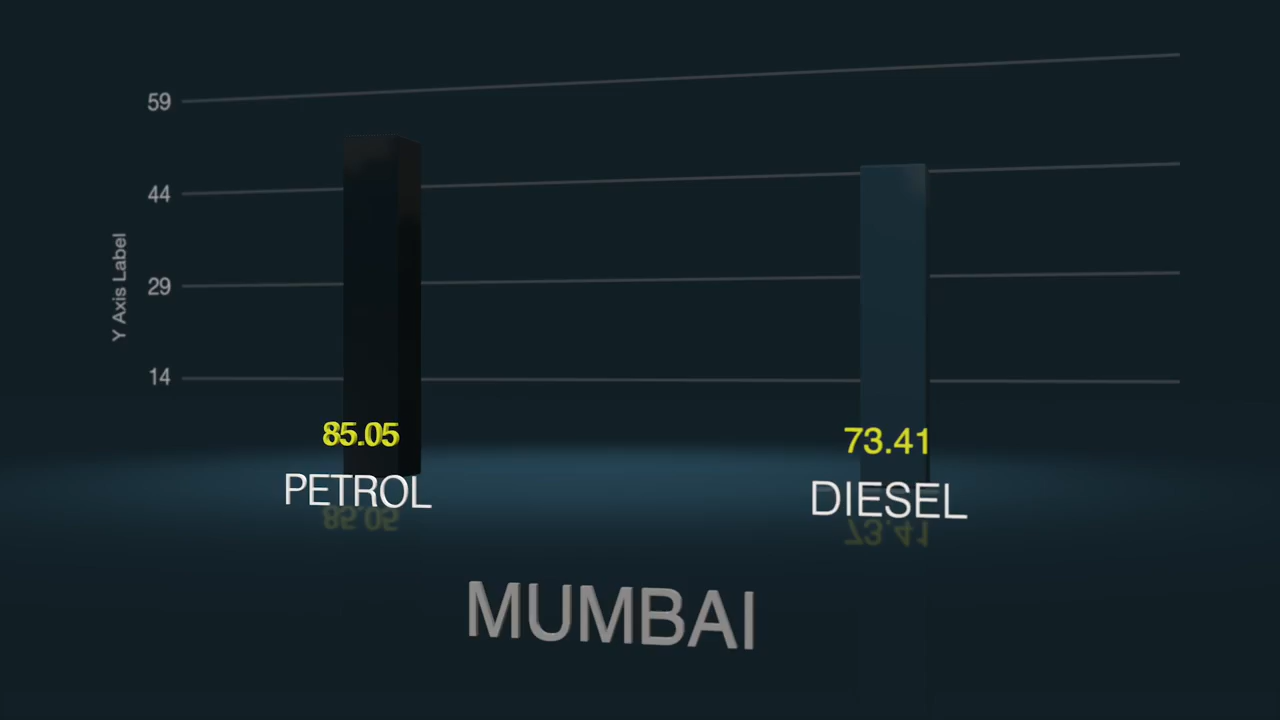 59
44
29
14
Y Axis Label
85.05
73.41
PETROL
DIESEL
MUMBAI